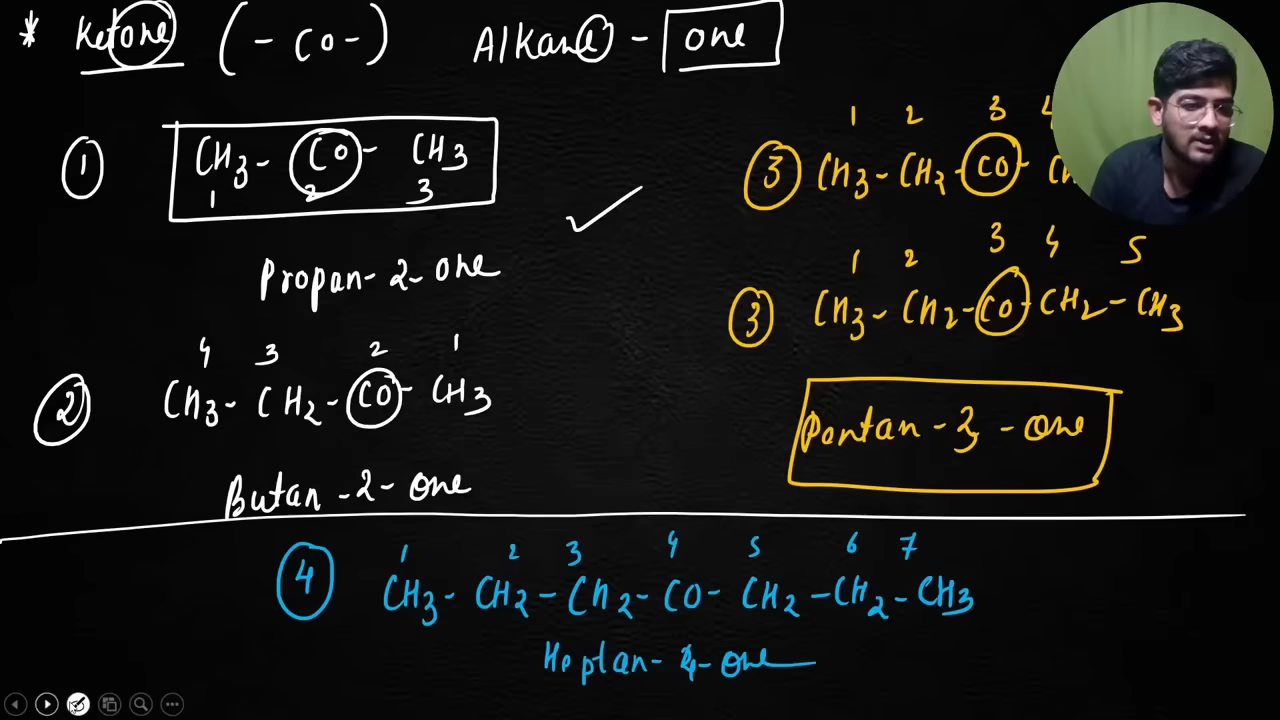 * Ketone (-CO-) Alkane - one
① CH3 - CO - CH3
1 2 3
Propan-2-one
4 3 2 1
② CH3 - CH2 - CO - CH3
Butan-2-one
1 2 3 4
③ CH3 - CH2 - CO -
1 2 3 4 5
③ CH3 - CH2 - CO - CH2 - CH3
Pentan-3-one
1 2 3 4 5 6 7
④ CH3 - CH2 - CH2 - CO - CH2 - CH2 - CH3
Heptan-4-one